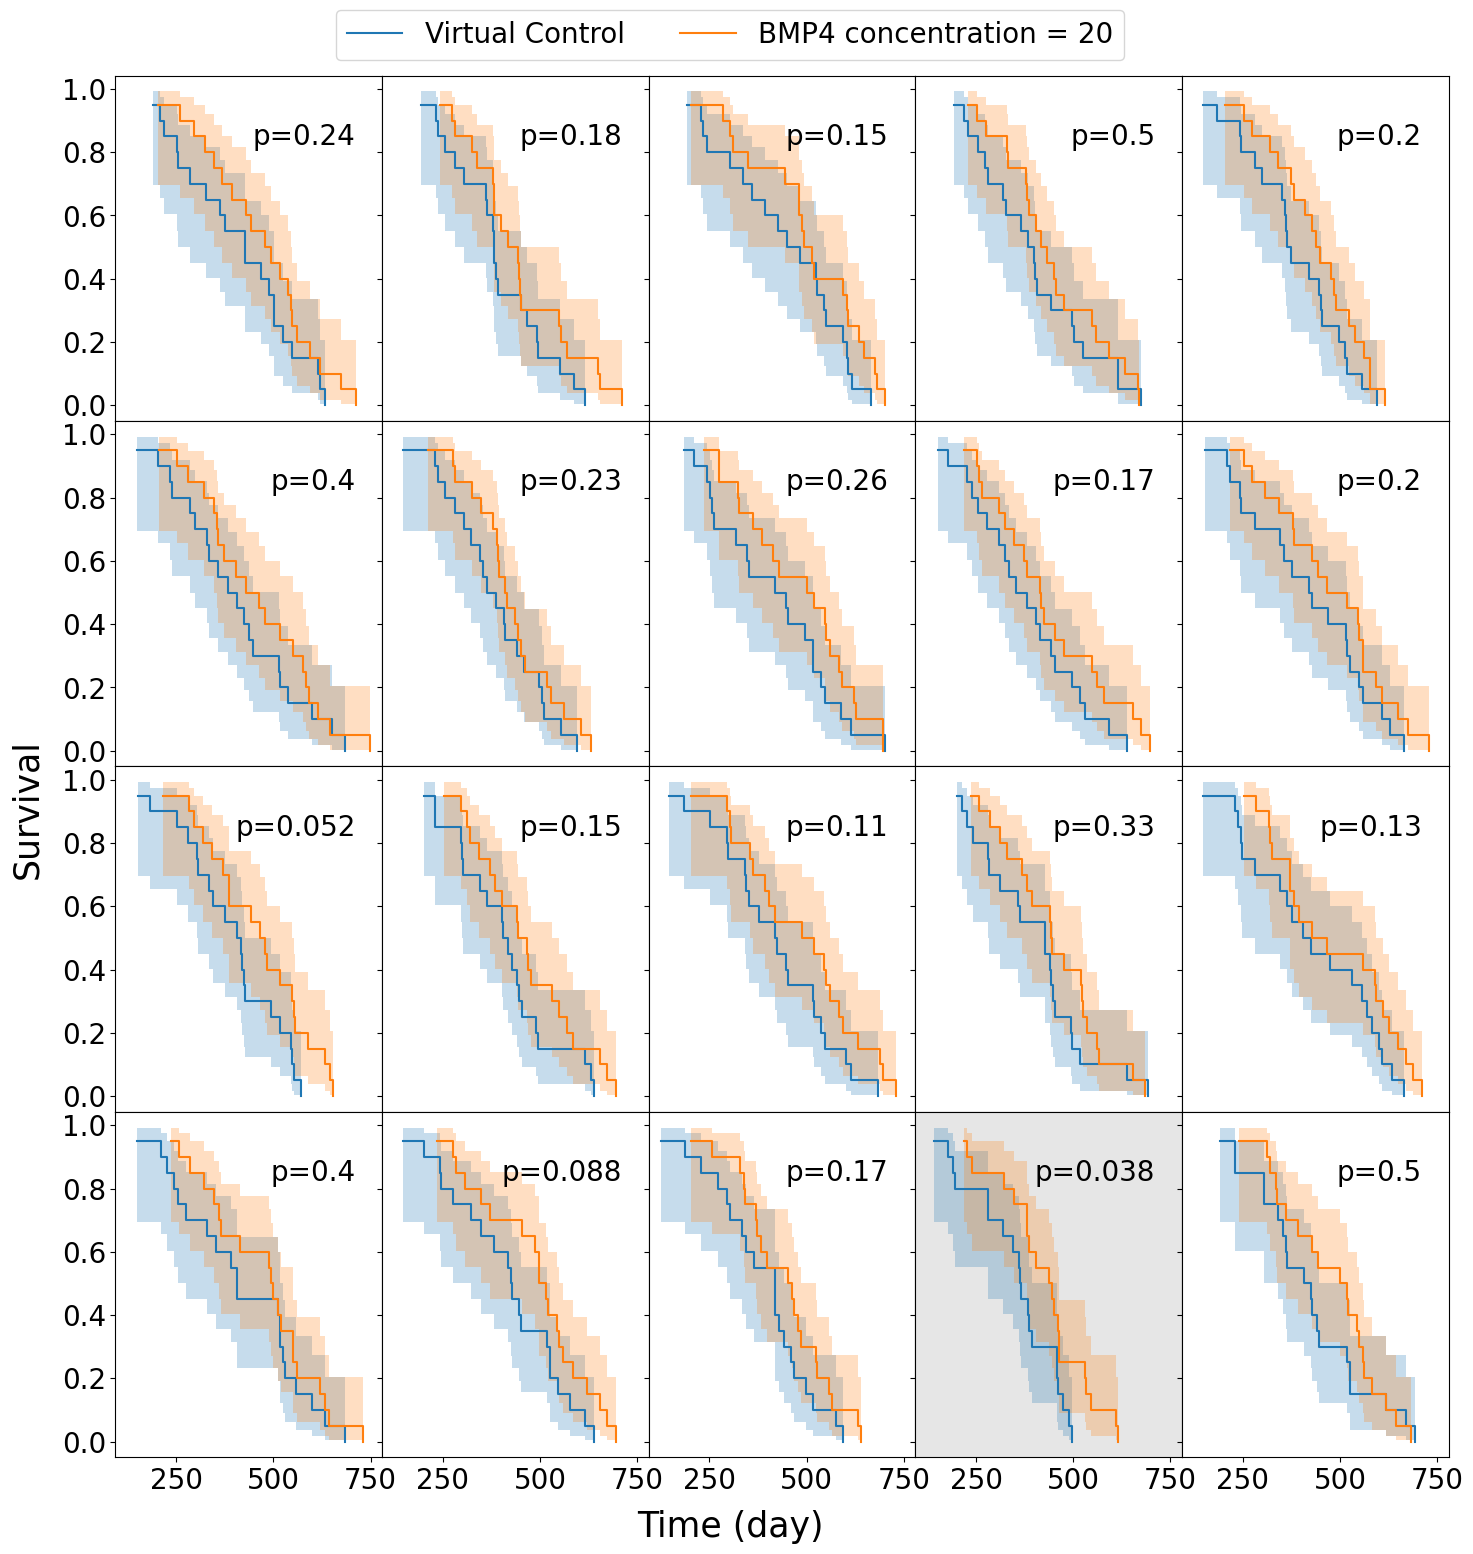 Virtual Control BMP4 concentration = 20
1.0 p=0.24 p=0.18 p=0.15 p=0.5 p=0.2
0.8
0.6
0.4
0.2
0.0
1.0 p=0.4 p=0.23 p=0.26 p=0.17 p=0.2
0.8
0.6
0.4
0.2
0.0
Survival
1.0 p=0.052 p=0.15 p=0.11 p=0.33 p=0.13
0.8
0.6
0.4
0.2
0.0
1.0 p=0.4 p=0.088 p=0.17 p=0.038 p=0.5
0.8
0.6
0.4
0.2
0.0
250 500 750 250 500 750 250 500 750 250 500 750 250 500 750
Time (day)